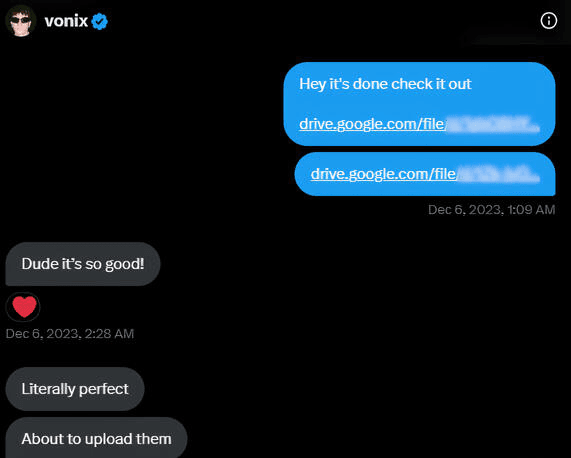 vonix
Hey it's done check it out
drive.google.com/file/
drive.google.com/file/
Dec 6, 2023, 1:09 AM
Dude it's so good!
Dec 6, 2023, 2:28 AM
Literally perfect
About to upload them